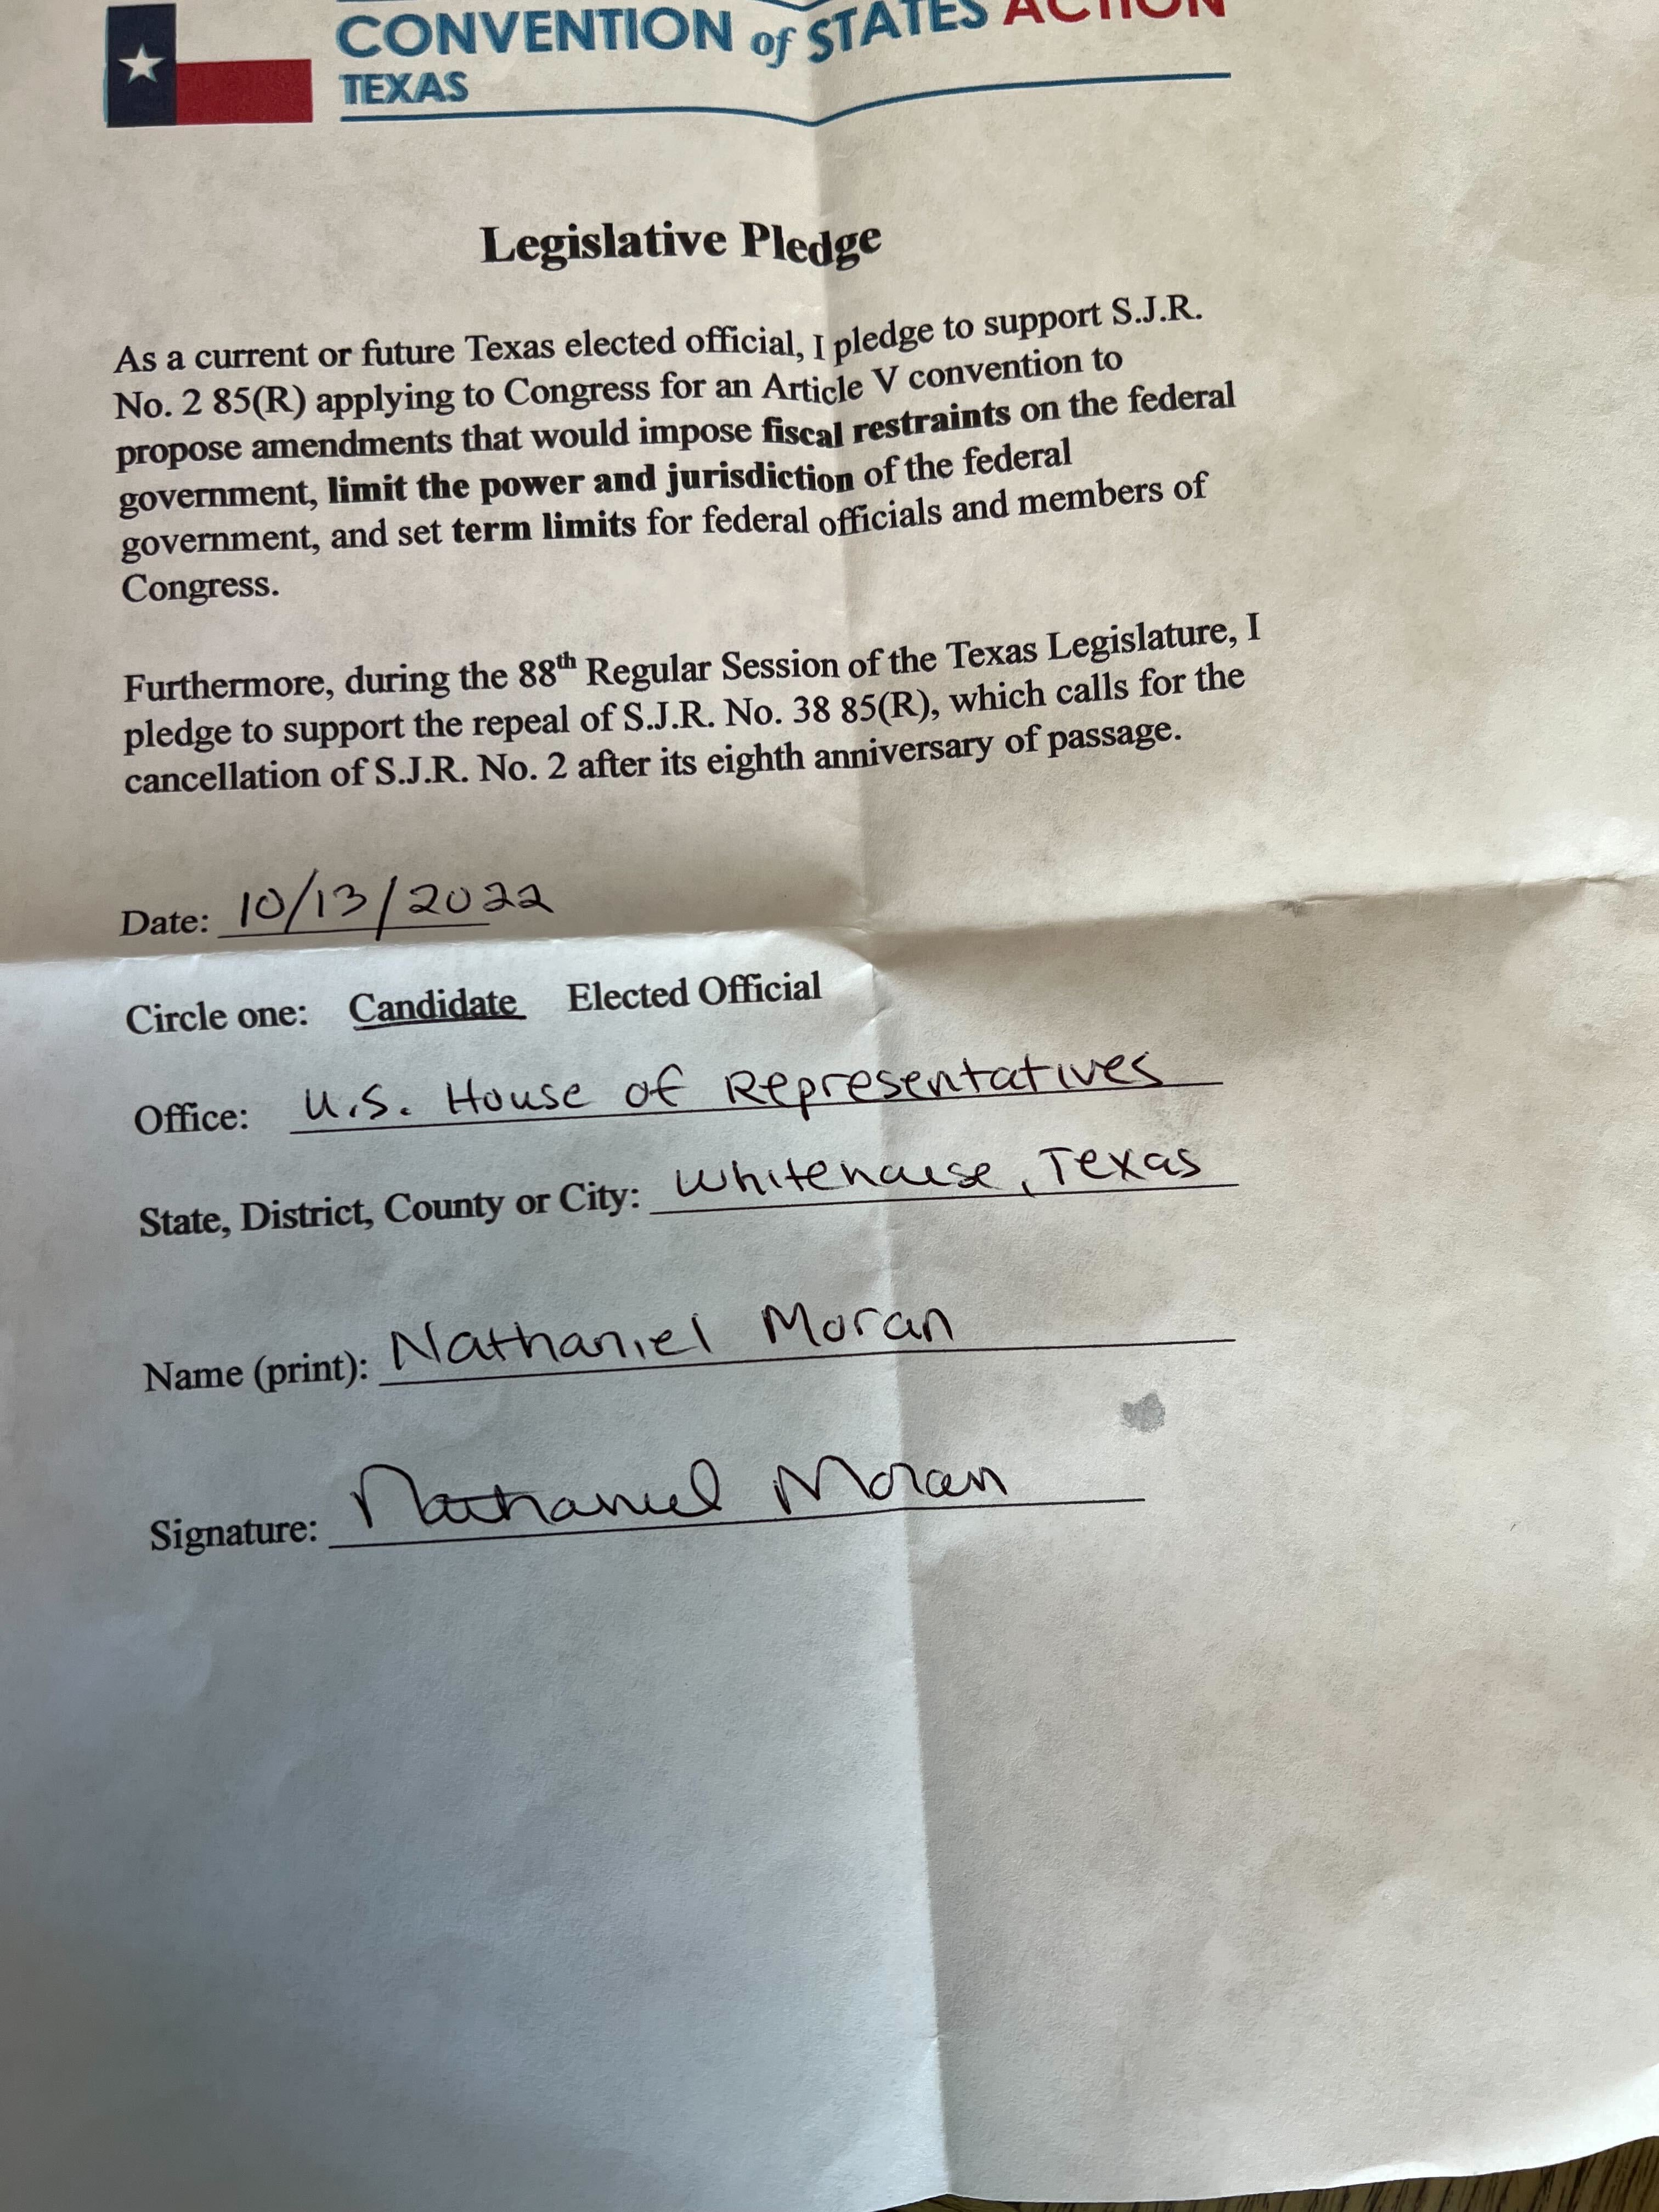 CONVENTION of STATES ACTION
TEXAS
Legislative Pledge
As a current or future Texas elected official, I pledge to support S.J.R.
No. 2 85(R) applying to Congress for an Article V convention to
propose amendments that would impose fiscal restraints on the federal
government, limit the power and jurisdiction of the federal
government, and set term limits for federal officials and members of
Congress.
Furthermore, during the 88th Regular Session of the Texas Legislature, I
pledge to support the repeal of S.J.R. No. 38 85(R), which calls for the
cancellation of S.J.R. No. 2 after its eighth anniversary of passage.
Date: 10/13/2022
Circle one: Candidate Elected Official
Office: U.S. House of Representatives
State, District, County or City: Whitehouse, Texas
Name (print): Nathaniel Moran
Signature: Nathaniel Moran